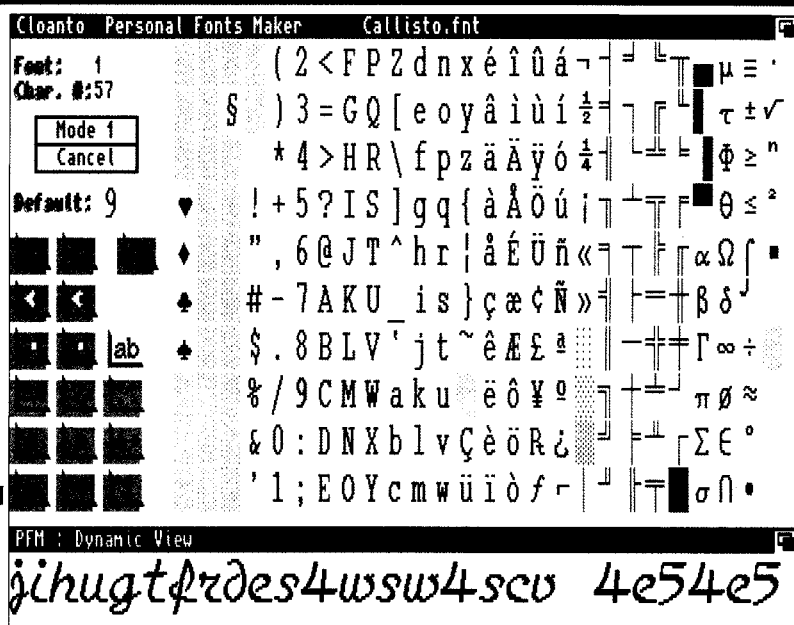 Cloanto Personal Fonts Maker Callisto.fnt
Font: 1
Char. #:57
Mode 1
Cancel
Default: 9
ab
( 2 < F P Z d n x é î û á ¬ ┤ ╛ ╙ ╥ ▄ µ ≡ ·
§ ) 3 = G Q [ e o y â ì ù í ½ ╡ ┐ ╔ ╙ ▌ τ ± √
* 4 > H R \ f p z ä Ä ÿ ó ¼ ╢ └ ╩ ╘ ▐ Φ ≥ ⁿ
♥ ! + 5 ? I S ] g q { à Å Ö ú ¡ ╖ ┴ ╦ ╒ ▀ θ ≤ ²
♦ " , 6 @ J T ^ h r ¦ å É Ü ñ « ╕ ┬ ╠ ╓ α Ω ⌠ ▪
♣ # - 7 A K U _ i s } ç æ ¢ Ñ » ╣ ├ ═ ╫ β δ ⌡
♠ $ . 8 B L V ' j t ~ ê Æ £ ª ░ ║ ─ ╬ ╪ Γ ∞ ÷
% / 9 C M W a k u ë ô ¥ º ▒ ╗ ┼ ╧ ┘ π ø ≈
& 0 : D N X b l v Ç è ö ₧ ¿ ▓ ╝ ╞ ╨ ┌ Σ ∈ °
' 1 ; E O Y c m w ü ï ò ƒ ⌐ │ ╜ ╟ ╤ █ σ ∩ •
PFM : Dynamic View
jihugtfrdes4wsw4scv 4e54e5